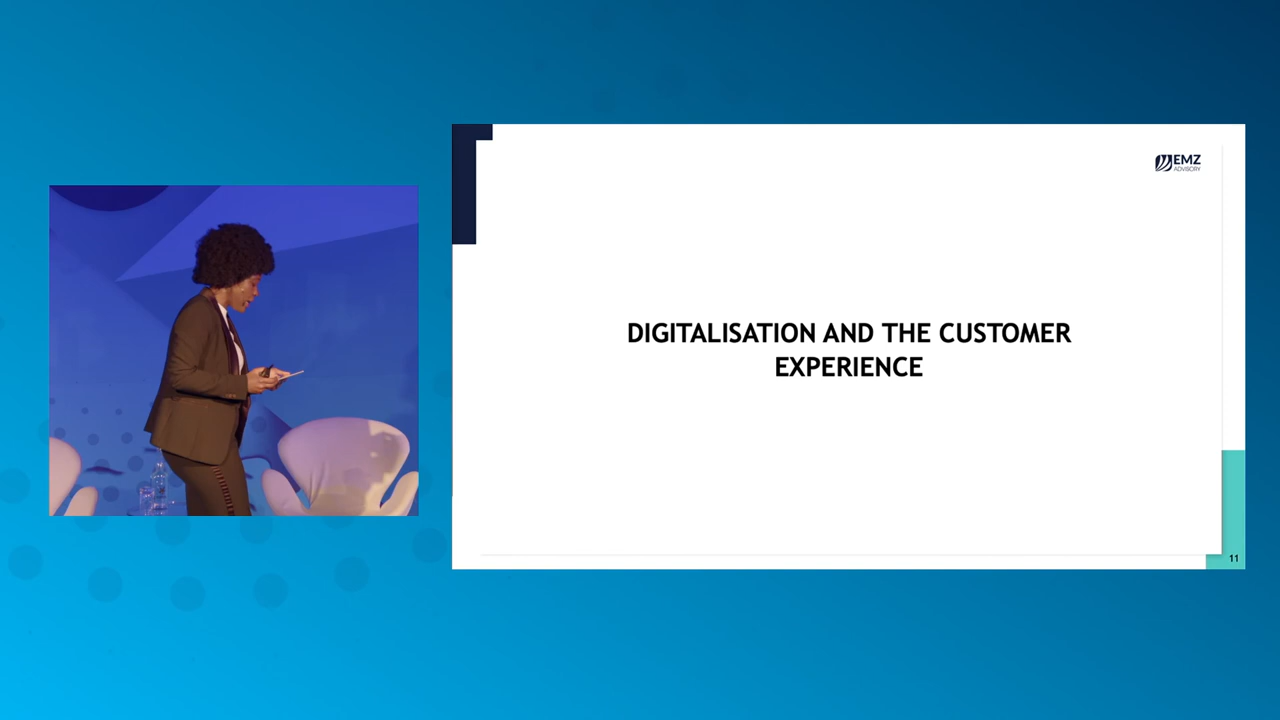 EMZ
ADVISORY
DIGITALISATION AND THE CUSTOMER
EXPERIENCE
11